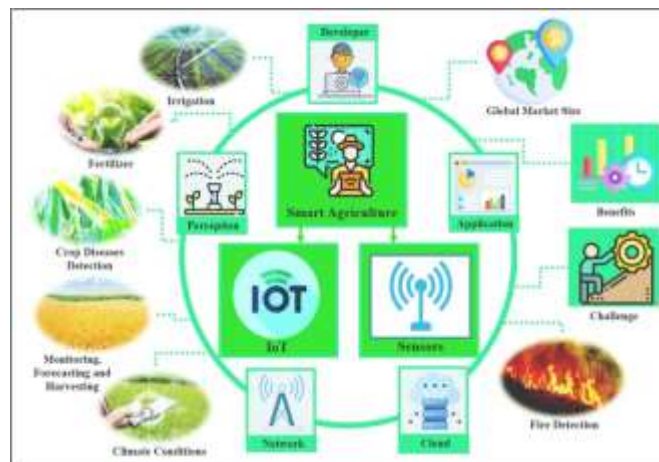 Developer
Irrigation
Global Market Size
Fertilizer
Smart Agriculture
Perception
Application
Benefits
Crop Diseases
Detection
IOT
IoT
Sensors
Challenge
Monitoring,
Forecasting and
Harvesting
Fire Detection
Climate Conditions
Network
Cloud